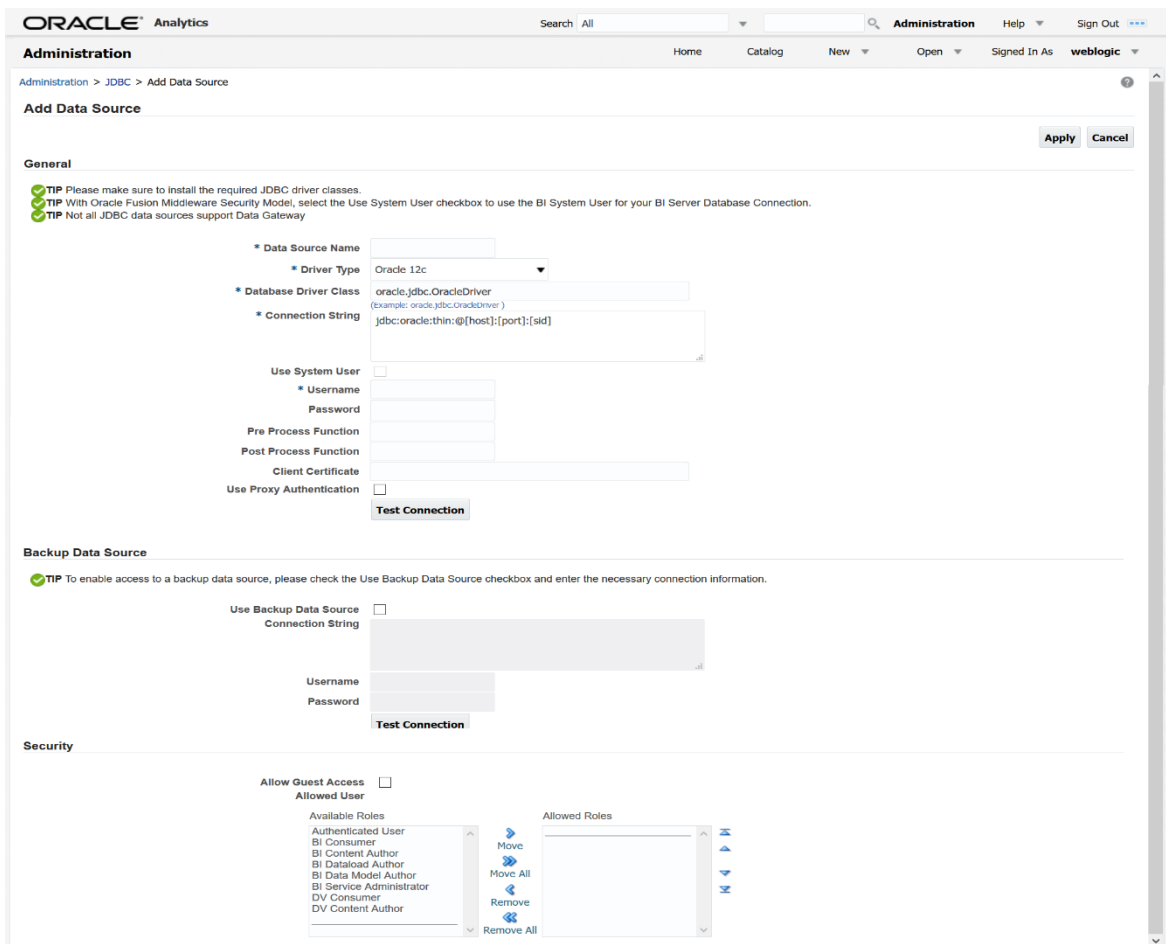 ORACLE Analytics Search All Administration Help Sign Out
Administration Home Catalog New Open Signed In As weblogic
Administration > JDBC > Add Data Source
Add Data Source
Apply Cancel
General
TIP Please make sure to install the required JDBC driver classes.
TIP With Oracle Fusion Middleware Security Model, select the Use System User checkbox to use the BI System User for your BI Server Database Connection.
TIP Not all JDBC data sources support Data Gateway
* Data Source Name
* Driver Type Oracle 12c
* Database Driver Class oracle.jdbc.OracleDriver
(Example: oracle.jdbc.OracleDriver )
* Connection String jdbc:oracle:thin:@[host]:[port]:[sid]
Use System User
* Username
Password
Pre Process Function
Post Process Function
Client Certificate
Use Proxy Authentication
Test Connection
Backup Data Source
TIP To enable access to a backup data source, please check the Use Backup Data Source checkbox and enter the necessary connection information.
Use Backup Data Source
Connection String
Username
Password
Test Connection
Security
Allow Guest Access
Allowed User
Available Roles Allowed Roles
Authenticated User
BI Consumer
BI Content Author
BI Dataload Author
BI Data Model Author
BI Service Administrator
DV Consumer
DV Content Author
Move
Move All
Remove
Remove All